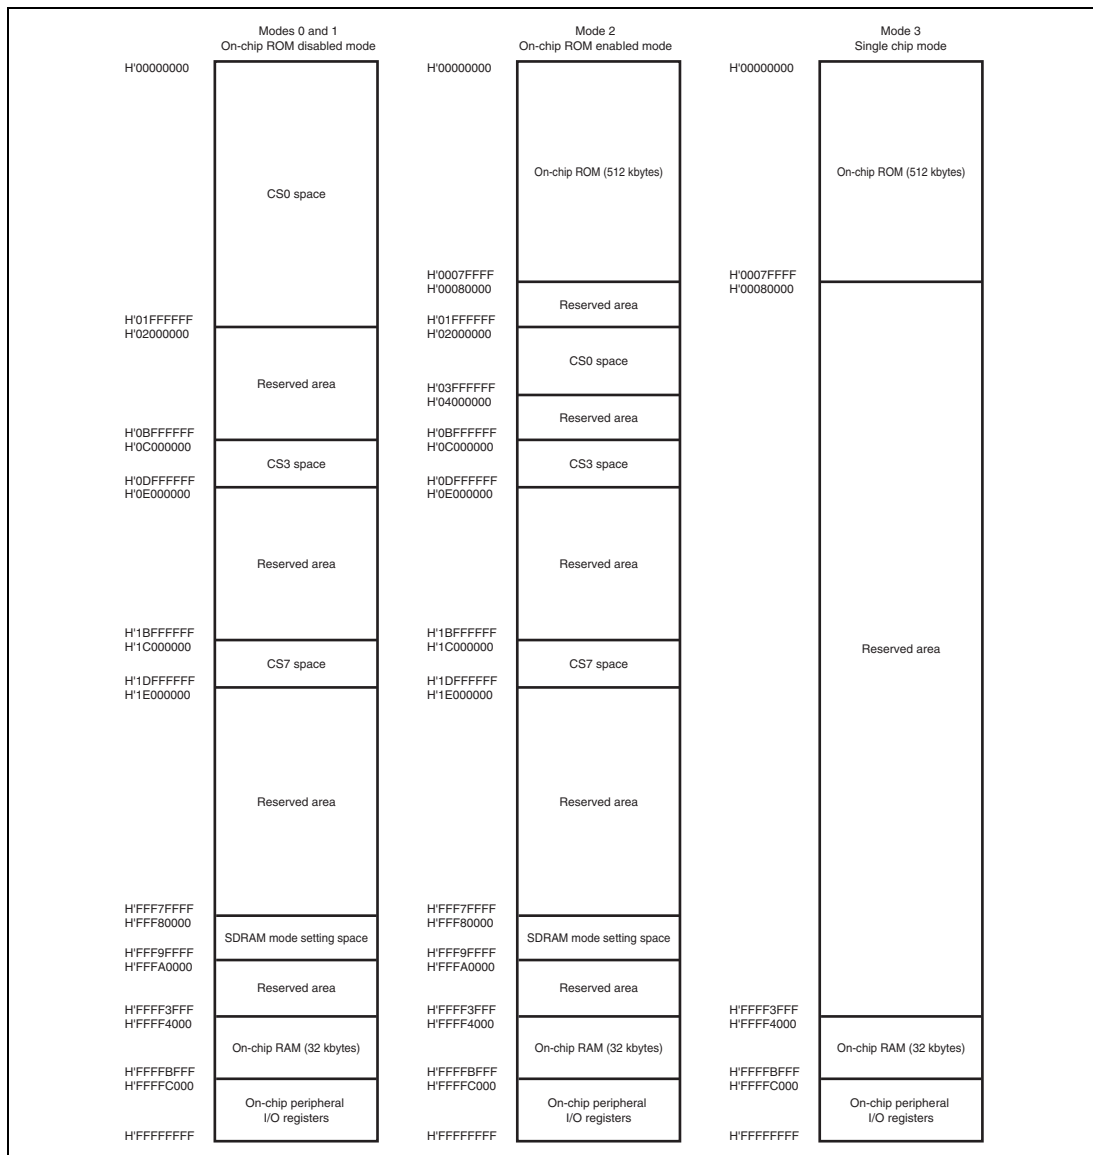 Modes 0 and 1
On-chip ROM disabled mode
H'00000000
CS0 space
H'01FFFFFF
H'02000000
Reserved area
H'0BFFFFFF
H'0C000000
CS3 space
H'0DFFFFFF
H'0E000000
Reserved area
H'1BFFFFFF
H'1C000000
CS7 space
H'1DFFFFFF
H'1E000000
Reserved area
H'FFF7FFFF
H'FFF80000
SDRAM mode setting space
H'FFF9FFFF
H'FFFA0000
Reserved area
H'FFFF3FFF
H'FFFF4000
On-chip RAM (32 kbytes)
H'FFFFBFFF
H'FFFFC000
On-chip peripheral
I/O registers
H'FFFFFFFF
Mode 2
On-chip ROM enabled mode
H'00000000
On-chip ROM (512 kbytes)
H'0007FFFF
H'00080000
Reserved area
H'01FFFFFF
H'02000000
CS0 space
H'03FFFFFF
H'04000000
Reserved area
H'0BFFFFFF
H'0C000000
CS3 space
H'0DFFFFFF
H'0E000000
Reserved area
H'1BFFFFFF
H'1C000000
CS7 space
H'1DFFFFFF
H'1E000000
Reserved area
H'FFF7FFFF
H'FFF80000
SDRAM mode setting space
H'FFF9FFFF
H'FFFA0000
Reserved area
H'FFFF3FFF
H'FFFF4000
On-chip RAM (32 kbytes)
H'FFFFBFFF
H'FFFFC000
On-chip peripheral
I/O registers
H'FFFFFFFF
Mode 3
Single chip mode
H'00000000
On-chip ROM (512 kbytes)
H'0007FFFF
H'00080000
Reserved area
H'FFFF3FFF
H'FFFF4000
On-chip RAM (32 kbytes)
H'FFFFBFFF
H'FFFFC000
On-chip peripheral
I/O registers
H'FFFFFFFF